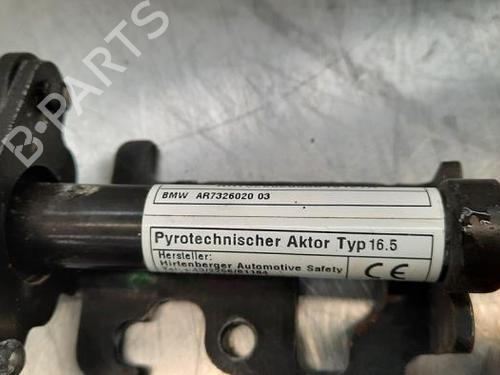 BMW AR7326020 03
Pyrotechnischer Aktor Typ 16.5
Hersteller:
Hirtenberger Automotive Safety
CE
B-PARTS